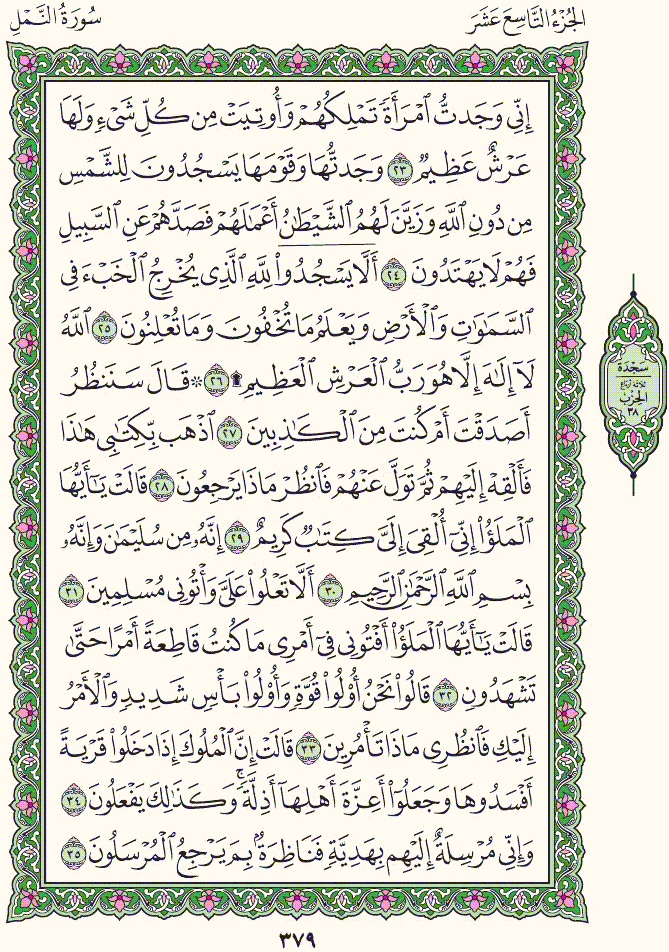 الجُزْءُ التَّاسِعَ عَشَرَ
سُورَةُ النَّمْلِ
إِنِّي وَجَدتُّ ٱمْرَأَةً تَمْلِكُهُمْ وَأُوتِيَتْ مِن كُلِّ شَيْءٍ وَلَهَا
عَرْشٌ عَظِيمٌ ٢٣ وَجَدتُّهَا وَقَوْمَهَا يَسْجُدُونَ لِلشَّمْسِ
مِن دُونِ ٱللَّهِ وَزَيَّنَ لَهُمُ ٱلشَّيْطَٰنُ أَعْمَٰلَهُمْ فَصَدَّهُمْ عَنِ ٱلسَّبِيلِ
فَهُمْ لَا يَهْتَدُونَ ٢٤ أَلَّا يَسْجُدُوا۟ لِلَّهِ ٱلَّذِي يُخْرِجُ ٱلْخَبْءَ فِي
ٱلسَّمَٰوَٰتِ وَٱلْأَرْضِ وَيَعْلَمُ مَا تُخْفُونَ وَمَا تُعْلِنُونَ ٢٥ ٱللَّهُ
لَآ إِلَٰهَ إِلَّا هُوَ رَبُّ ٱلْعَرْشِ ٱلْعَظِيمِ ۩ ٢٦ ۞ قَالَ سَنَنظُرُ
أَصَدَقْتَ أَمْ كُنتَ مِنَ ٱلْكَٰذِبِينَ ٢٧ ٱذْهَب بِّكِتَٰبِي هَٰذَا
فَأَلْقِهْ إِلَيْهِمْ ثُمَّ تَوَلَّ عَنْهُمْ فَٱنظُرْ مَاذَا يَرْجِعُونَ ٢٨ قَالَتْ يَٰٓأَيُّهَا
ٱلْمَلَؤُا۟ إِنِّيٓ أُلْقِيَ إِلَيَّ كِتَٰبٌ كَرِيمٌ ٢٩ إِنَّهُۥ مِن سُلَيْمَٰنَ وَإِنَّهُۥ
بِسْمِ ٱللَّهِ ٱلرَّحْمَٰنِ ٱلرَّحِيمِ ٣٠ أَلَّا تَعْلُوا۟ عَلَيَّ وَأْتُونِي مُسْلِمِينَ ٣١
قَالَتْ يَٰٓأَيُّهَا ٱلْمَلَؤُا۟ أَفْتُونِي فِيٓ أَمْرِي مَا كُنتُ قَاطِعَةً أَمْرًا حَتَّىٰ
تَشْهَدُونِ ٣٢ قَالُوا۟ نَحْنُ أُو۟لُوا۟ قُوَّةٍ وَأُو۟لُوا۟ بَأْسٍ شَدِيدٍ وَٱلْأَمْرُ
إِلَيْكِ فَٱنظُرِي مَاذَا تَأْمُرِينَ ٣٣ قَالَتْ إِنَّ ٱلْمُلُوكَ إِذَا دَخَلُوا۟ قَرْيَةً
أَفْسَدُوهَا وَجَعَلُوٓا۟ أَعِزَّةَ أَهْلِهَآ أَذِلَّةً ۖ وَكَذَٰلِكَ يَفْعَلُونَ ٣٤
وَإِنِّي مُرْسِلَةٌ إِلَيْهِم بِهَدِيَّةٍ فَنَاظِرَةٌۢ بِمَ يَرْجِعُ ٱلْمُرْسَلُونَ ٣٥
سَجْدَة
ثلاثة أرباع
الحِزْب
٣٨
٣٧٩